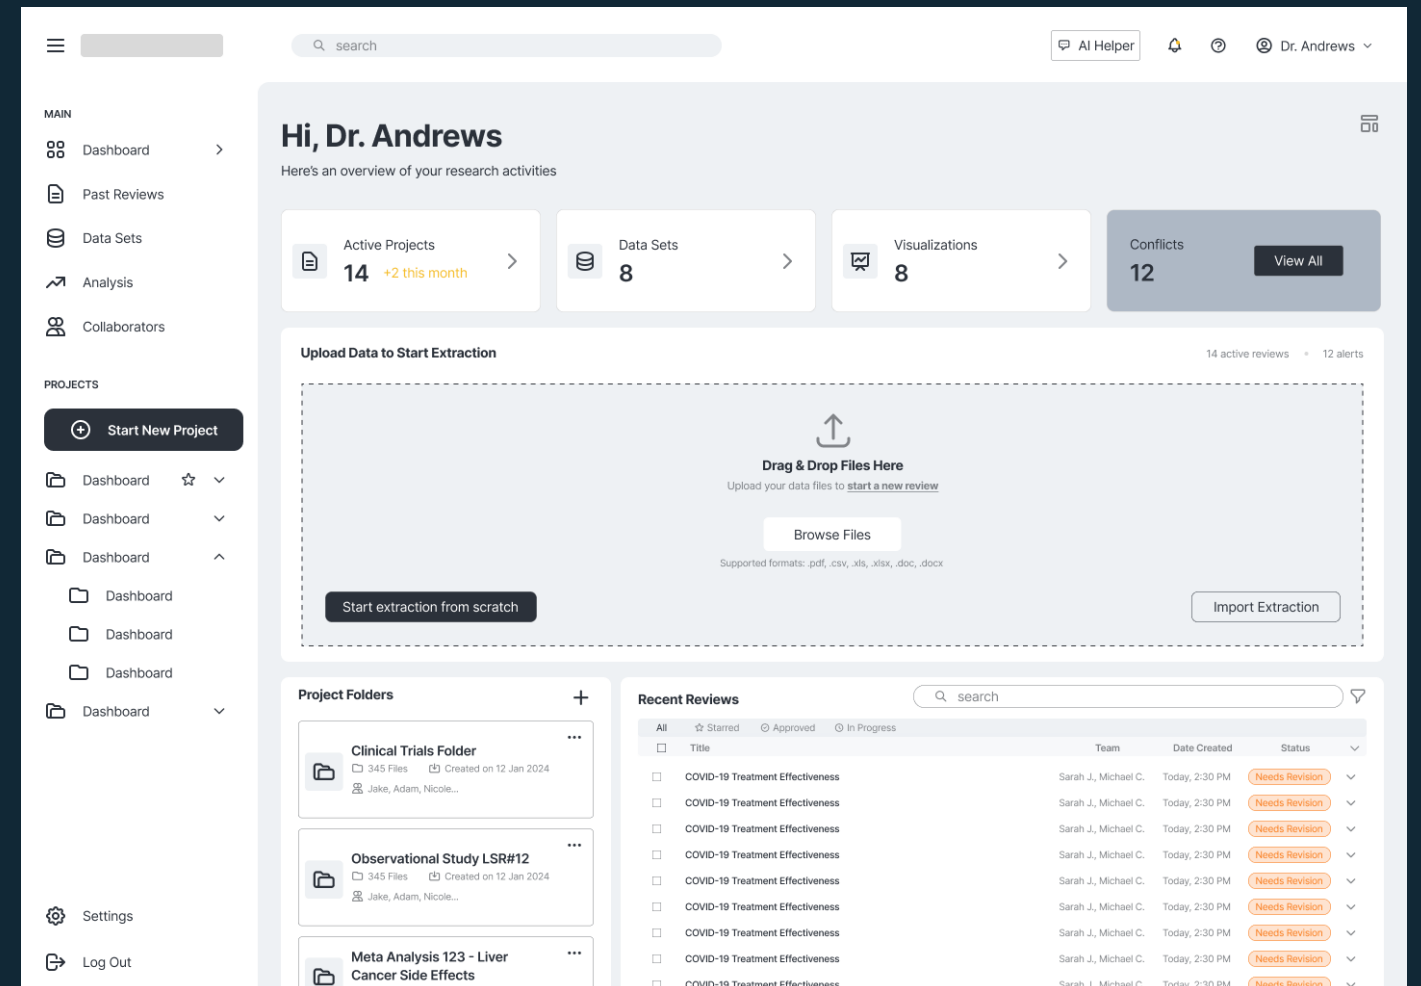 search
AI Helper
Dr. Andrews
MAIN
Dashboard
Past Reviews
Data Sets
Analysis
Collaborators
PROJECTS
Start New Project
Dashboard
Dashboard
Dashboard
Dashboard
Dashboard
Dashboard
Dashboard
Settings
Log Out
Hi, Dr. Andrews
Here's an overview of your research activities
Active Projects
14 +2 this month
Data Sets
8
Visualizations
8
Conflicts
12
View All
Upload Data to Start Extraction
14 active reviews • 12 alerts
Drag & Drop Files Here
Upload your data files to start a new review
Browse Files
Supported formats: .pdf, .csv, .xls, .xlsx, .doc, .docx
Start extraction from scratch
Import Extraction
Project Folders
Clinical Trials Folder
345 Files Created on 12 Jan 2024
Jake, Adam, Nicole...
Observational Study LSR#12
345 Files Created on 12 Jan 2024
Jake, Adam, Nicole...
Meta Analysis 123 - Liver
Cancer Side Effects
Recent Reviews
search
All Starred Approved In Progress
Title Team Date Created Status
COVID-19 Treatment Effectiveness Sarah J., Michael C. Today, 2:30 PM Needs Revision
COVID-19 Treatment Effectiveness Sarah J., Michael C. Today, 2:30 PM Needs Revision
COVID-19 Treatment Effectiveness Sarah J., Michael C. Today, 2:30 PM Needs Revision
COVID-19 Treatment Effectiveness Sarah J., Michael C. Today, 2:30 PM Needs Revision
COVID-19 Treatment Effectiveness Sarah J., Michael C. Today, 2:30 PM Needs Revision
COVID-19 Treatment Effectiveness Sarah J., Michael C. Today, 2:30 PM Needs Revision
COVID-19 Treatment Effectiveness Sarah J., Michael C. Today, 2:30 PM Needs Revision
COVID-19 Treatment Effectiveness Sarah J., Michael C. Today, 2:30 PM Needs Revision
COVID-19 Treatment Effectiveness Sarah J., Michael C. Today, 2:30 PM Needs Revision